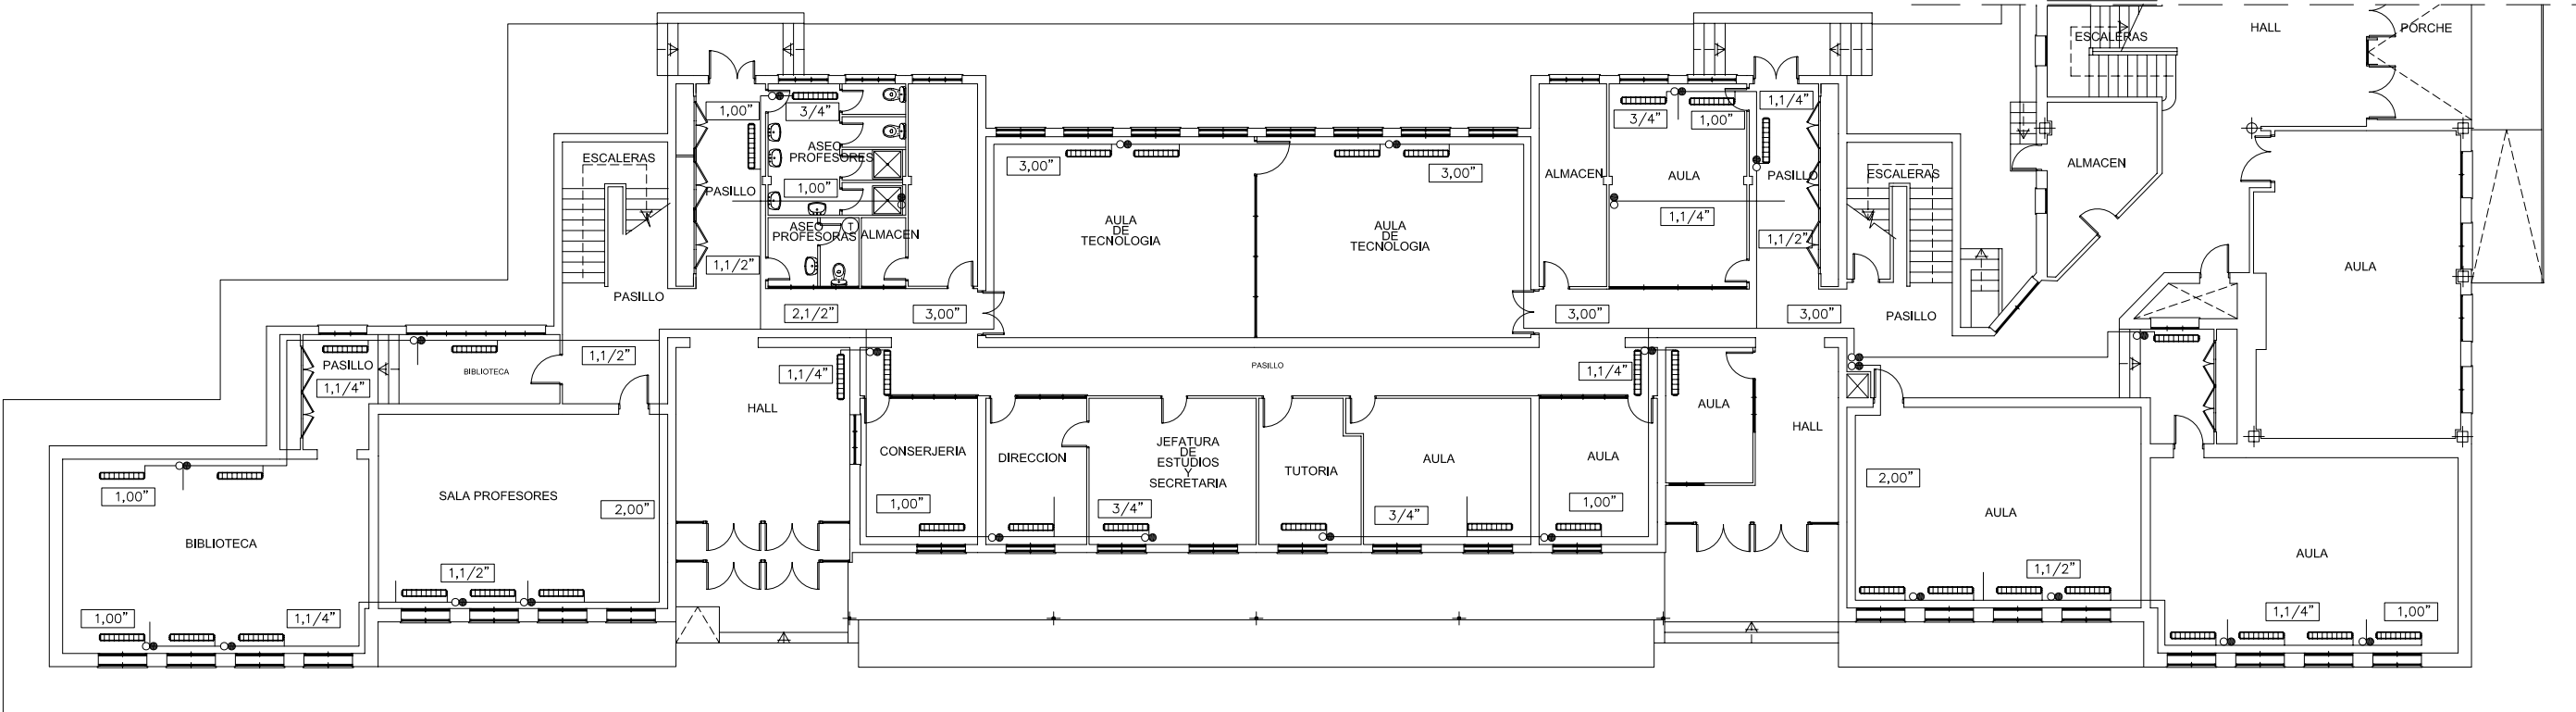 HALL
PORCHE
ESCALERAS
1,00"
3/4"
1,1/4"
3/4"
1,00"
ASEO
PROFESORES
ESCALERAS
3,00"
3,00"
ALMACEN
AULA
PASILLO
ESCALERAS
ALMACEN
PASILLO
1,00"
1,1/4"
AULA
DE
TECNOLOGIA
AULA
DE
TECNOLOGIA
ASEO
PROFESORAS
T
ALMACEN
1,1/2"
1,1/2"
AULA
PASILLO
2,1/2"
3,00"
3,00"
3,00"
PASILLO
1,1/2"
PASILLO
BIBLIOTECA
PASILLO
1,1/4"
1,1/4"
1,1/4"
HALL
AULA
HALL
CONSERJERIA
DIRECCION
JEFATURA
DE
ESTUDIOS
Y
SECRETARIA
TUTORIA
AULA
AULA
1,00"
SALA PROFESORES
2,00"
1,00"
3/4"
3/4"
1,00"
2,00"
AULA
BIBLIOTECA
AULA
1,1/2"
1,1/2"
1,00"
1,1/4"
1,1/4"
1,00"